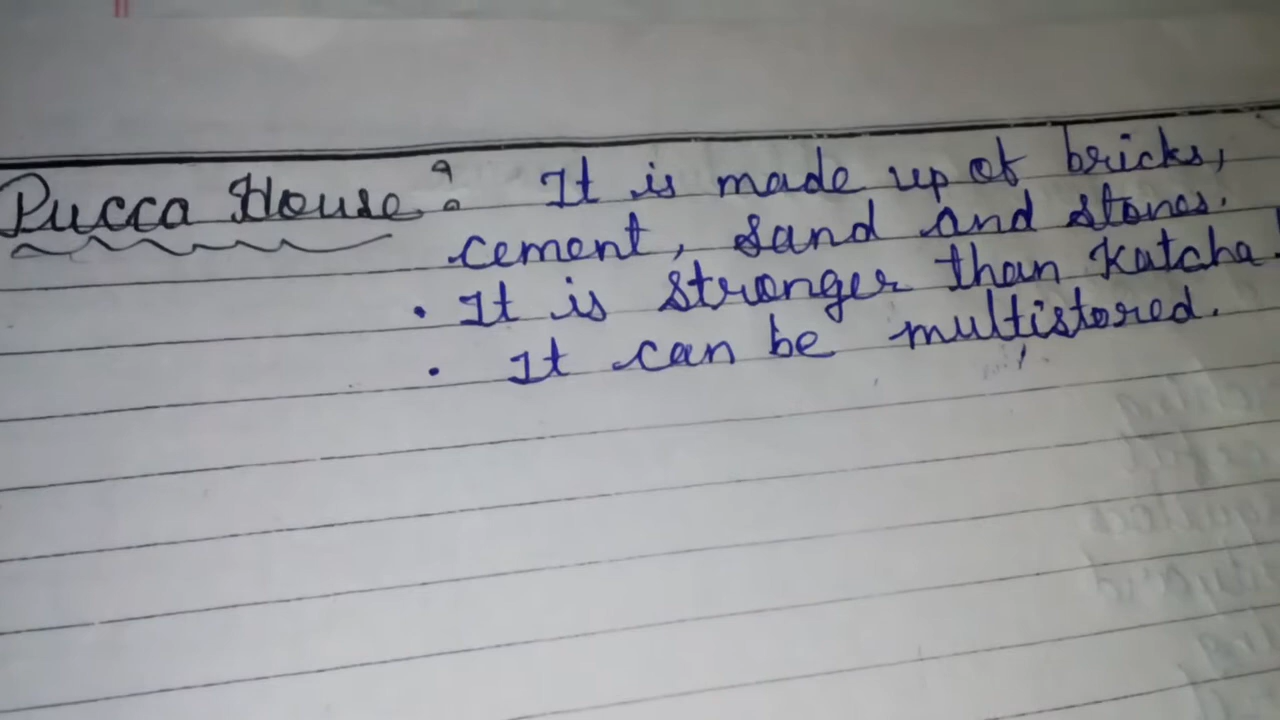 Pucca House: It is made up of bricks,
cement, sand and stones.
. It is stronger than Katcha
. It can be multistored.